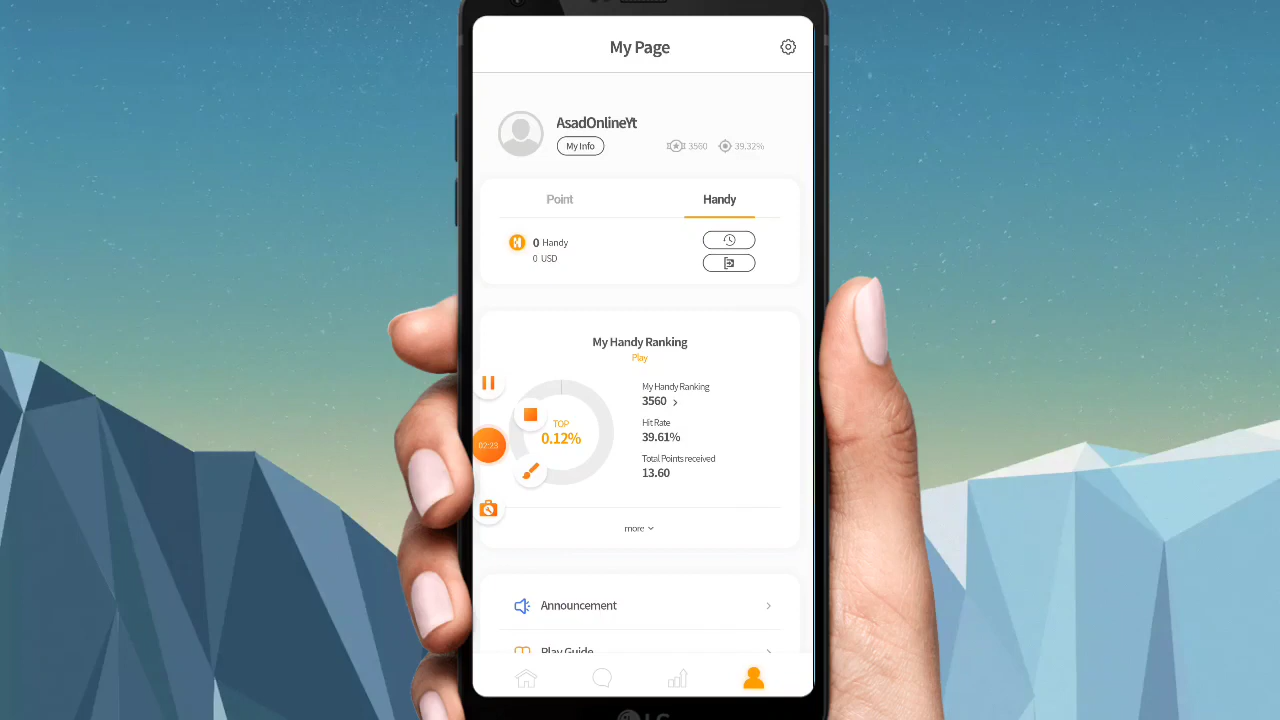 My Page
AsadOnlineYt
My Info
3560
39.32%
Point
Handy
0 Handy
0 USD
My Handy Ranking
Play
TOP
0.12%
My Handy Ranking
3560
Hit Rate
39.61%
Total Points received
13.60
02:23
more
Announcement
Play Guide
LG